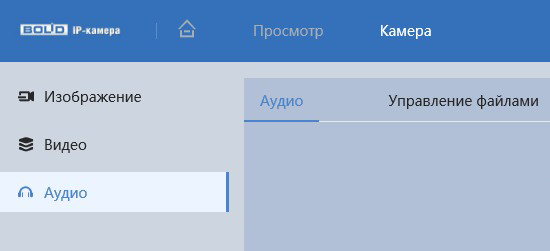 BOLID IP-камера Просмотр Камера
Изображение
Аудио Управление файлами
Видео
Аудио